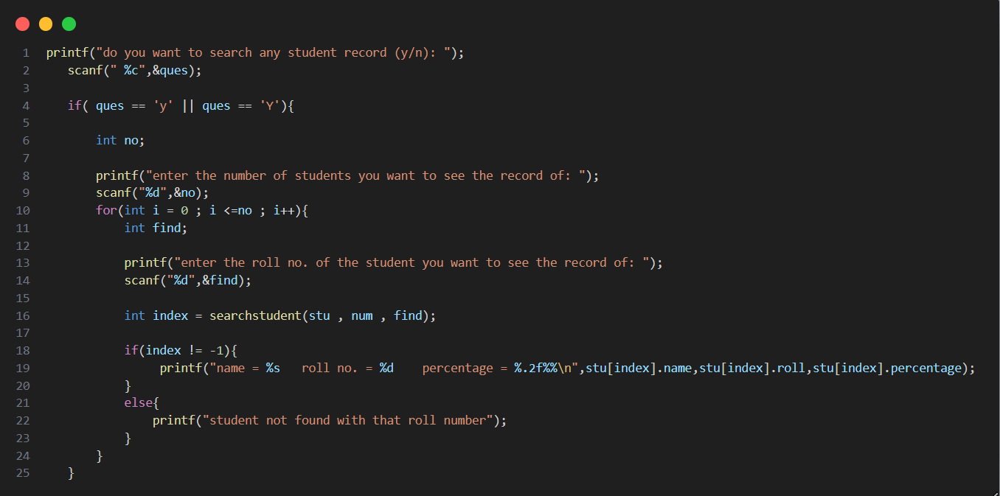 1 printf("do you want to search any student record (y/n): ");
2    scanf(" %c",&ques);
3
4    if( ques == 'y' || ques == 'Y'){
5
6        int no;
7
8        printf("enter the number of students you want to see the record of: ");
9        scanf("%d",&no);
10        for(int i = 0 ; i <=no ; i++){
11            int find;
12
13            printf("enter the roll no. of the student you want to see the record of: ");
14            scanf("%d",&find);
15
16            int index = searchstudent(stu , num , find);
17
18            if(index != -1){
19                 printf("name = %s   roll no. = %d    percentage = %.2f%%\n",stu[index].name,stu[index].roll,stu[index].percentage);
20            }
21            else{
22                printf("student not found with that roll number");
23            }
24        }
25    }